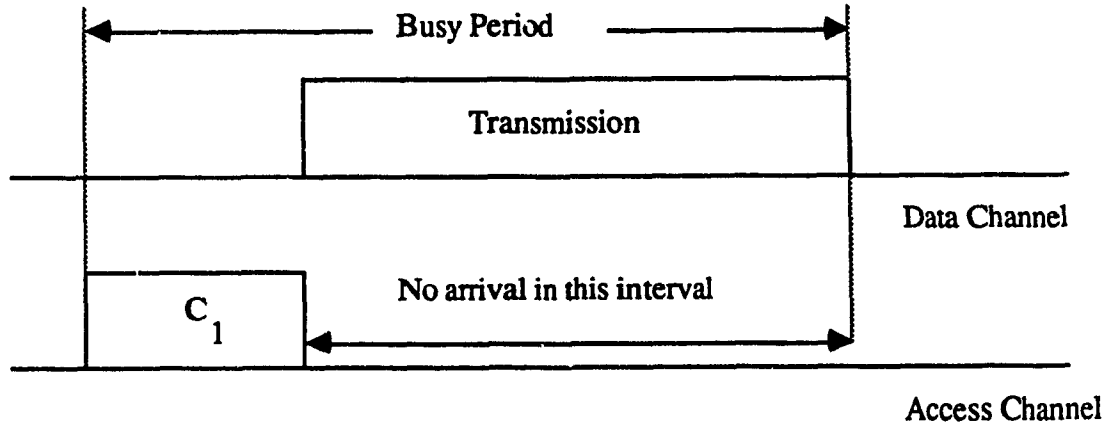 Busy Period
Transmission
Data Channel
No arrival in this interval
C1
Access Channel